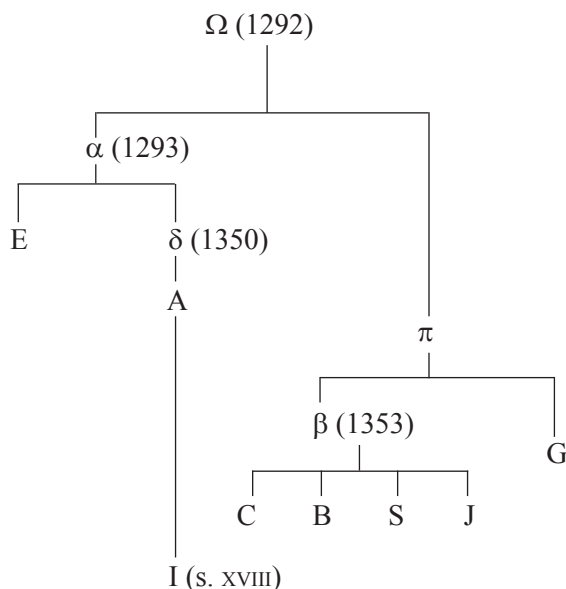 Ω (1292)
α (1293)
E
δ (1350)
A
π
β (1353)
G
C B S J
I (s. XVIII)